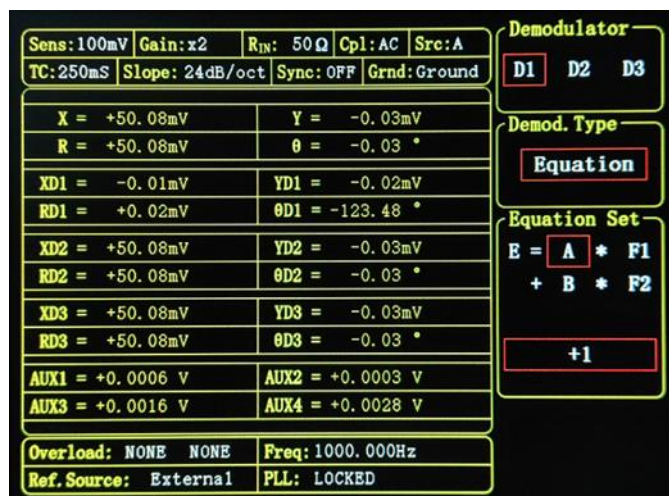 Sens:100mV Gain:x2 RIN: 50Ω Cpl:AC Src:A
TC:250mS Slope: 24dB/oct Sync: OFF Grnd:Ground
X = +50.08mV Y = -0.03mV
R = +50.08mV θ = -0.03 °
XD1 = -0.01mV YD1 = -0.02mV
RD1 = +0.02mV θD1 = -123.48 °
XD2 = +50.08mV YD2 = -0.03mV
RD2 = +50.08mV θD2 = -0.03 °
XD3 = +50.08mV YD3 = -0.03mV
RD3 = +50.08mV θD3 = -0.03 °
AUX1 = +0.0006 V AUX2 = +0.0003 V
AUX3 = +0.0016 V AUX4 = +0.0028 V
Overload: NONE NONE Freq: 1000.000Hz
Ref.Source: External PLL: LOCKED
Demodulator
D1 D2 D3
Demod.Type
Equation
Equation Set
E = A * F1
+ B * F2
+1